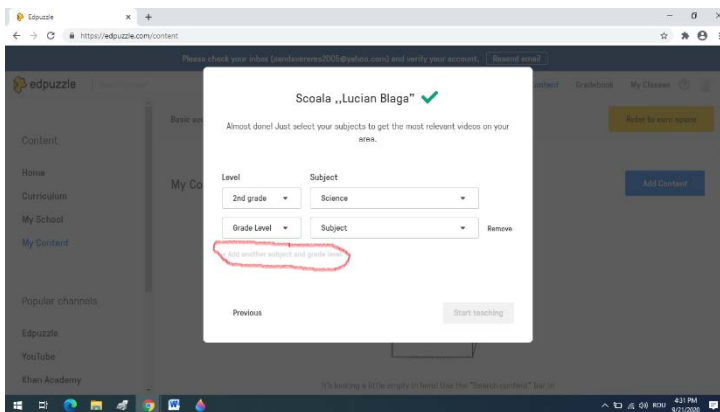 Edpuzzle
https://edpuzzle.com/content
Please check your inbox (sandaveneres2005@yahoo.com) and verify your account. Resend email
edpuzzle
Content Gradebook My Classes
Scoala ,,Lucian Blaga"
Almost done! Just select your subjects to get the most relevant videos on your
area.
Basic
Refer to earn space
Content
Level Subject
Home
My Co
2nd grade Science
Add Content
Curriculum
My School
Grade Level Subject Remove
My Content
+ Add another subject and grade level
Popular channels
Previous Start teaching
Edpuzzle
YouTube
Khan Academy
It's looking a little empty in here! Use the "Search content" bar or
ROU
4:31 PM
9/21/2020